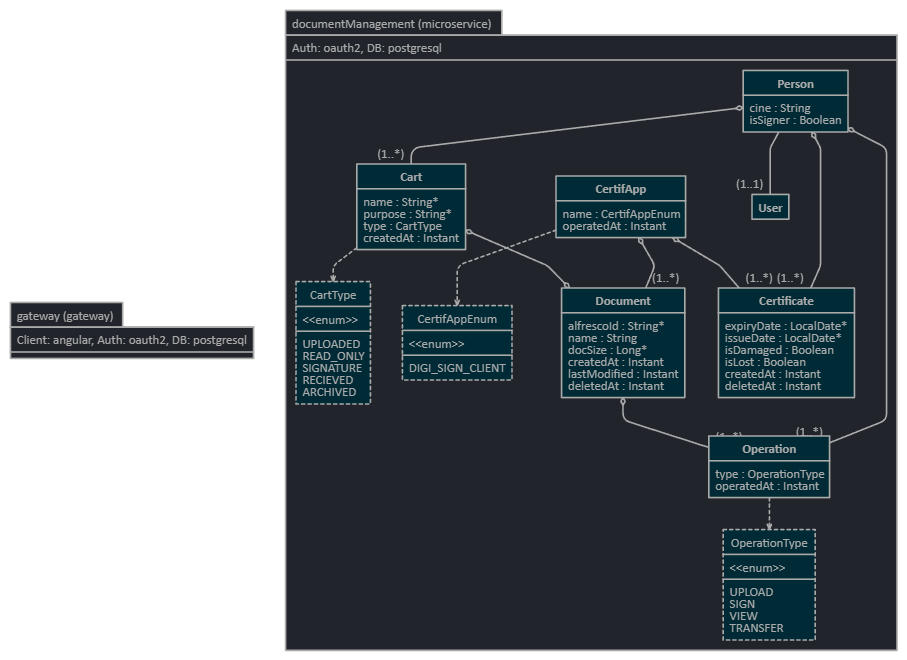 documentManagement (microservice)
Auth: oauth2, DB: postgresql
Person
cine : String
isSigner : Boolean
(1..*)
Cart
name : String*
purpose : String*
type : CartType
createdAt : Instant
CertifApp
name : CertifAppEnum
operatedAt : Instant
(1..1)
User
CartType
<<enum>>
UPLOADED
READ_ONLY
SIGNATURE
RECIEVED
ARCHIVED
CertifAppEnum
<<enum>>
DIGI_SIGN_CLIENT
(1..*)
Document
alfrescoId : String*
name : String
docSize : Long*
createdAt : Instant
lastModified : Instant
deletedAt : Instant
(1..*) (1..*)
Certificate
expiryDate : LocalDate*
issueDate : LocalDate*
isDamaged : Boolean
isLost : Boolean
createdAt : Instant
deletedAt : Instant
gateway (gateway)
Client: angular, Auth: oauth2, DB: postgresql
(1..*) (1..*)
Operation
type : OperationType
operatedAt : Instant
OperationType
<<enum>>
UPLOAD
SIGN
VIEW
TRANSFER